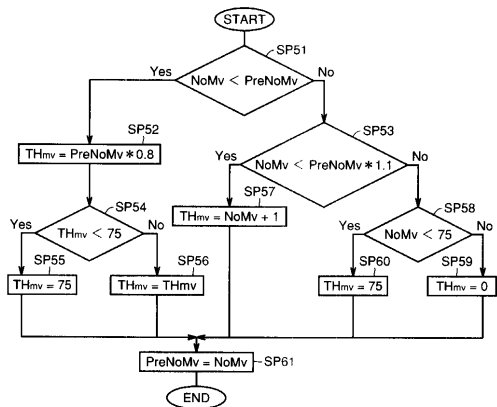 START
SP51
Yes
NoMv < PreNoMv
No
SP52
THmv = PreNoMv * 0.8
SP53
Yes
NoMv < PreNoMv * 1.1
No
SP54
Yes
THmv < 75
No
SP57
THmv = NoMv + 1
SP58
Yes
NoMv < 75
No
SP55
THmv = 75
SP56
THmv = THmv
SP60
THmv = 75
SP59
THmv = 0
PreNoMv = NoMv
SP61
END